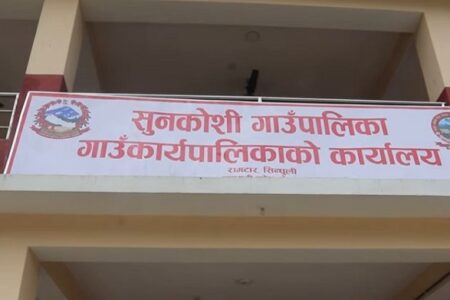 सुनकोशी गाउँपालिका
गाउँकार्यपालिकाको कार्यालय
रामटार सिन्धुली